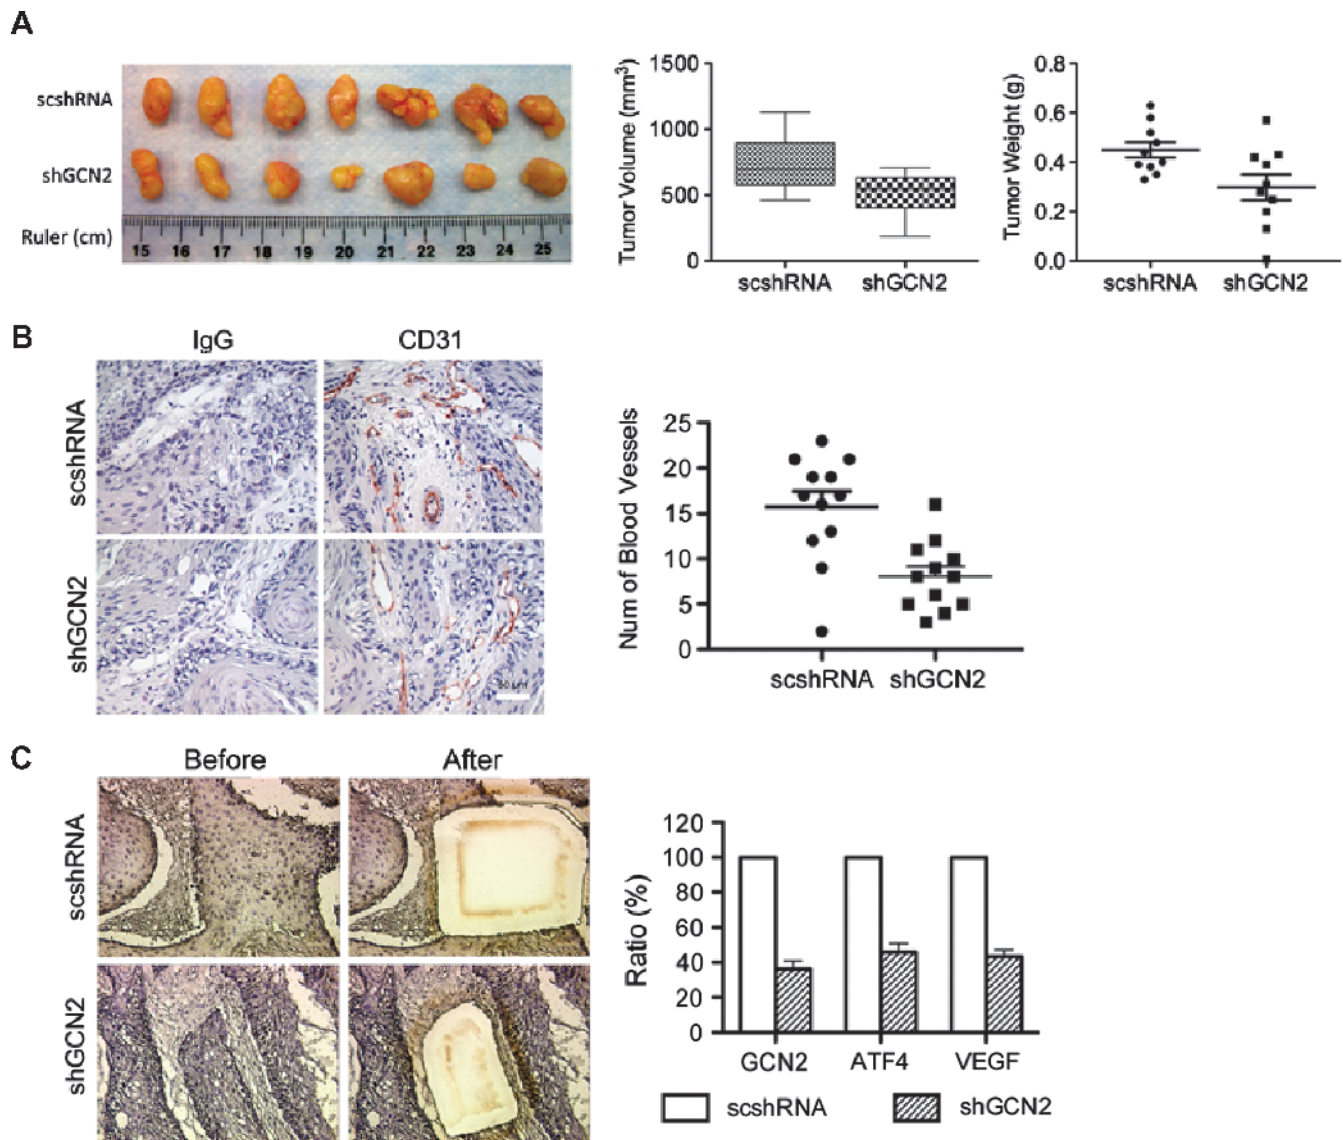 A
scshRNA
shGCN2
Ruler (cm)
15 16 17 18 19 20 21 22 23 24 25
Tumor Volume (mm³)
1500
1000
500
0
scshRNA shGCN2
Tumor Weight (g)
0.8
0.6
0.4
0.2
0.0
scshRNA shGCN2
B
IgG CD31
scshRNA
shGCN2
50 µm
Num of Blood Vessels
25
20
15
10
5
0
scshRNA shGCN2
C
Before After
scshRNA
shGCN2
Ratio (%)
120
100
80
60
40
20
0
GCN2 ATF4 VEGF
scshRNA shGCN2